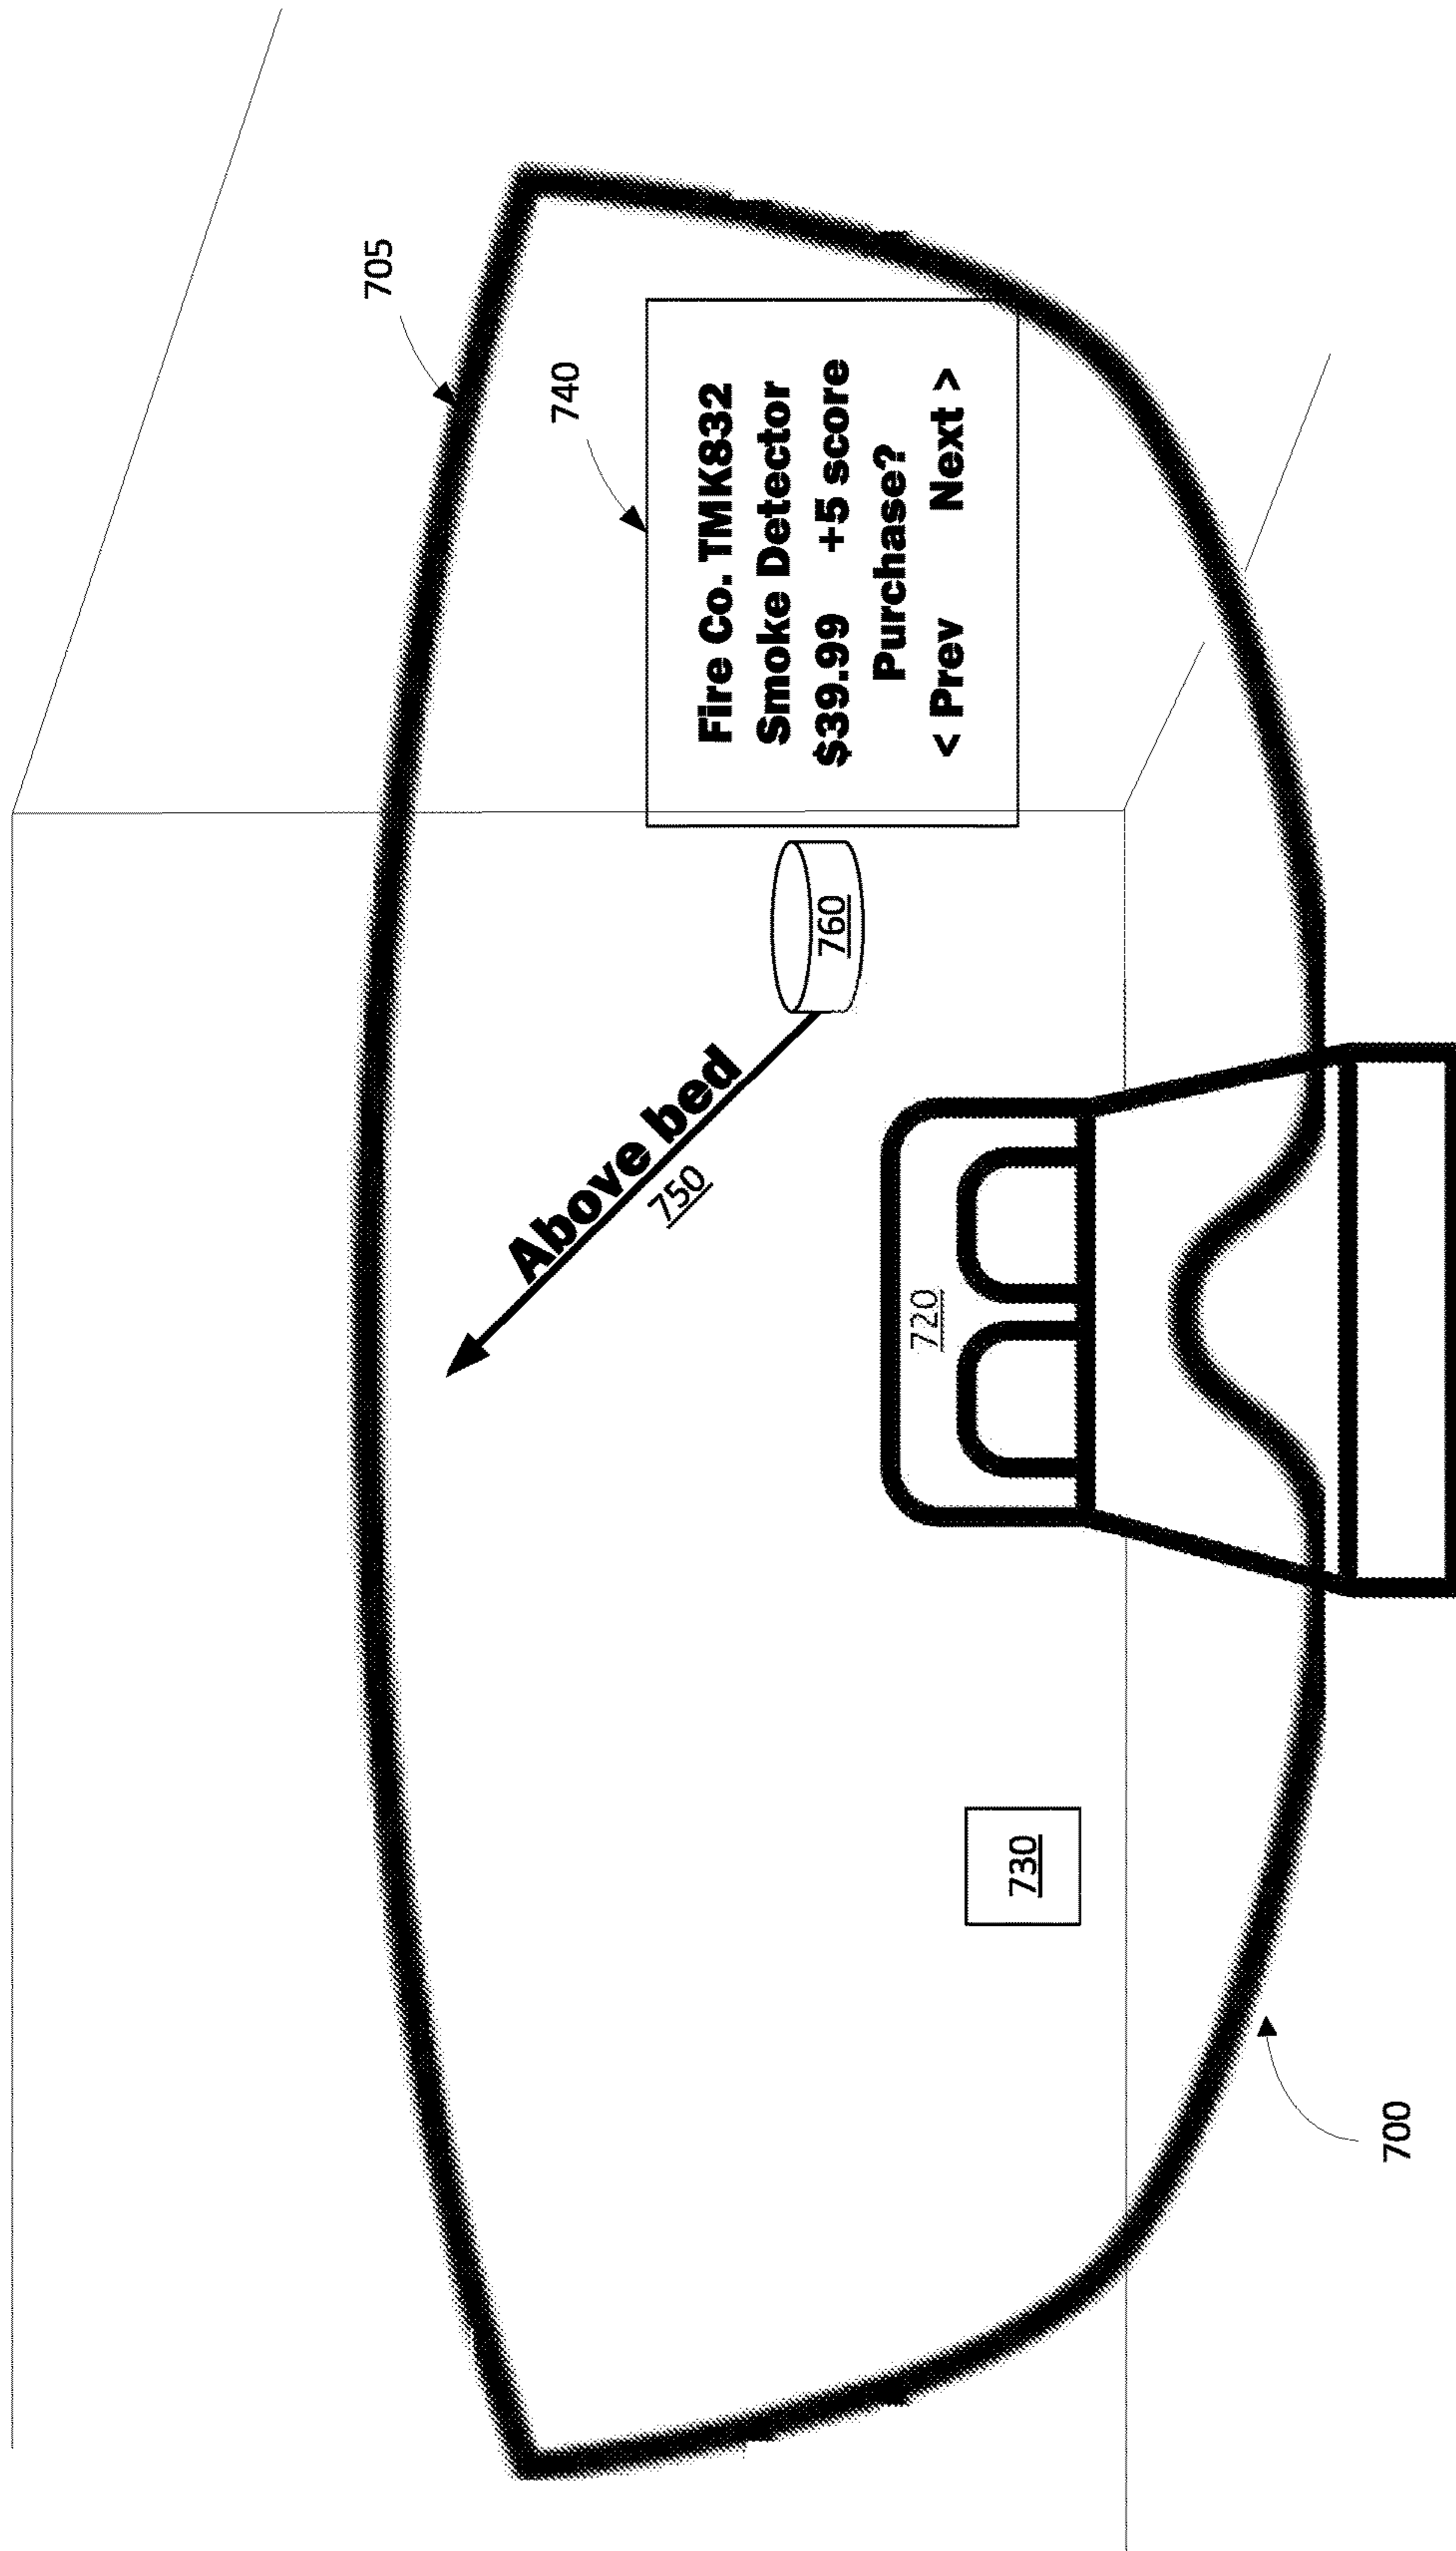 705
740
Fire Co. TMK832
Smoke Detector
$39.99 +5 score
Purchase?
< Prev Next >
Above bed
750
760
720
730
700